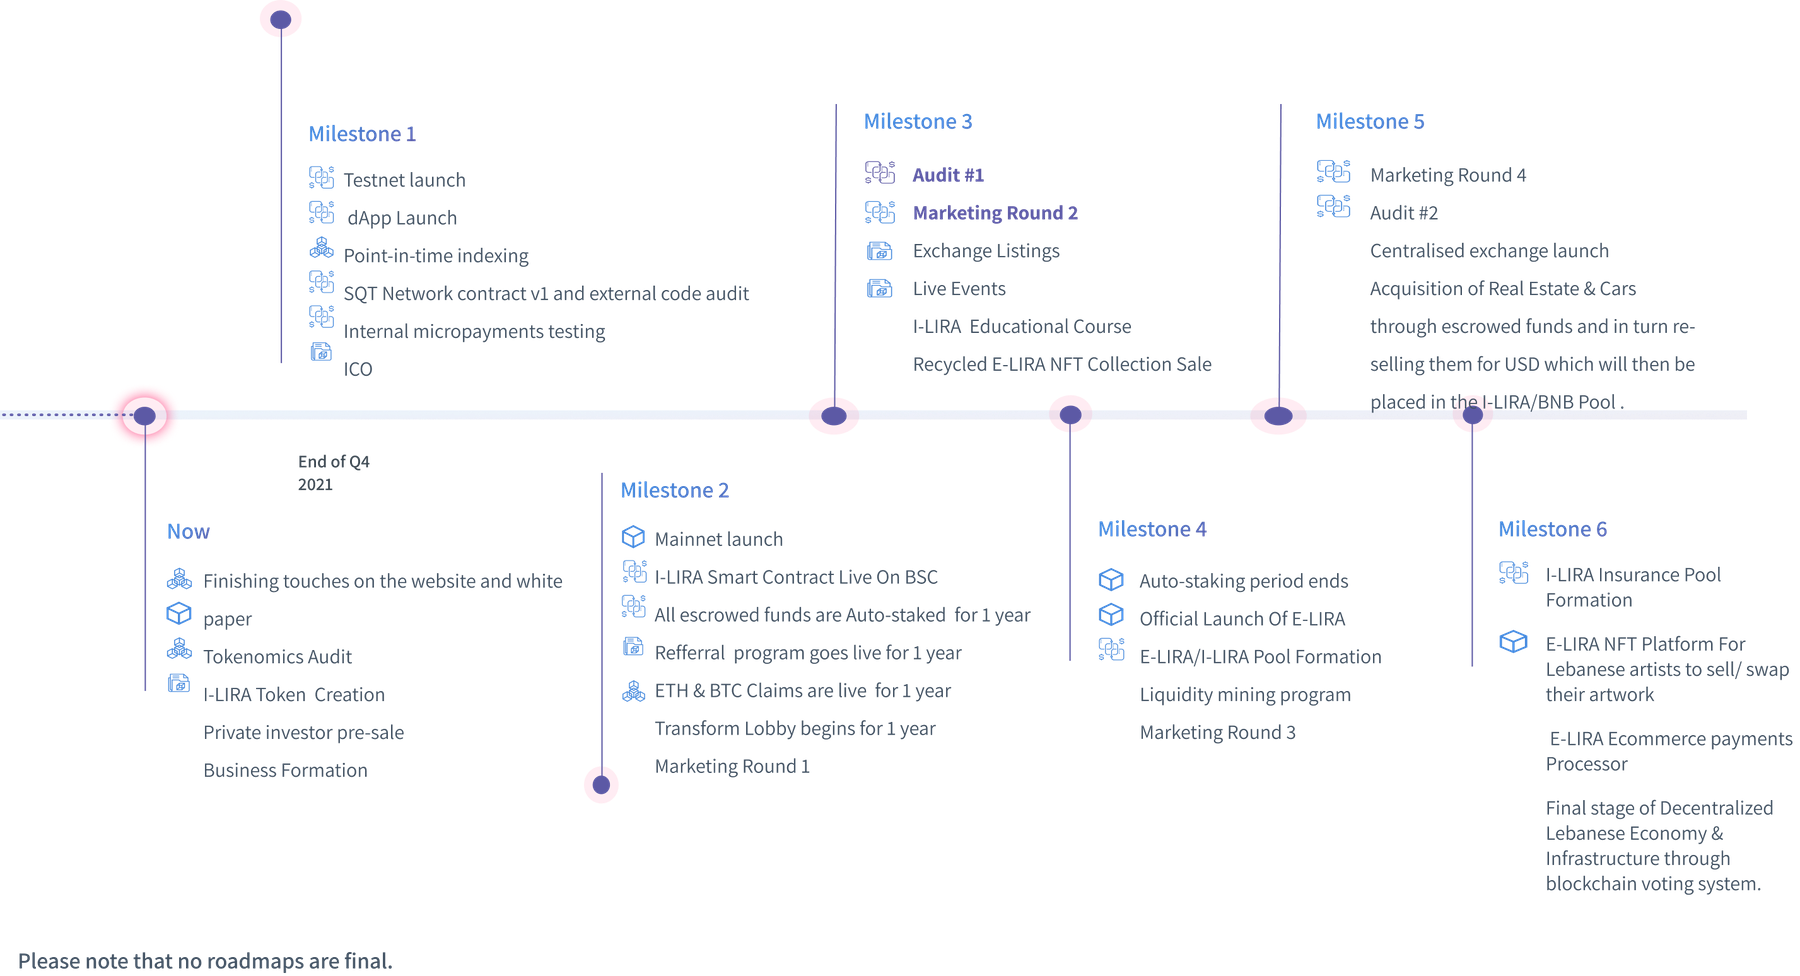 Milestone 1
Testnet launch
dApp Launch
Point-in-time indexing
SQT Network contract v1 and external code audit
Internal micropayments testing
ICO
Milestone 3
Audit #1
Marketing Round 2
Exchange Listings
Live Events
I-LIRA Educational Course
Recycled E-LIRA NFT Collection Sale
Milestone 5
Marketing Round 4
Audit #2
Centralised exchange launch
Acquisition of Real Estate & Cars
through escrowed funds and in turn re-
selling them for USD which will then be
placed in the I-LIRA/BNB Pool .
End of Q4
2021
Now
Finishing touches on the website and white
paper
Tokenomics Audit
I-LIRA Token Creation
Private investor pre-sale
Business Formation
Milestone 2
Mainnet launch
I-LIRA Smart Contract Live On BSC
All escrowed funds are Auto-staked for 1 year
Refferral program goes live for 1 year
ETH & BTC Claims are live for 1 year
Transform Lobby begins for 1 year
Marketing Round 1
Milestone 4
Auto-staking period ends
Official Launch Of E-LIRA
E-LIRA/I-LIRA Pool Formation
Liquidity mining program
Marketing Round 3
Milestone 6
I-LIRA Insurance Pool
Formation
E-LIRA NFT Platform For
Lebanese artists to sell/ swap
their artwork
E-LIRA Ecommerce payments
Processor
Final stage of Decentralized
Lebanese Economy &
Infrastructure through
blockchain voting system.
Please note that no roadmaps are final.